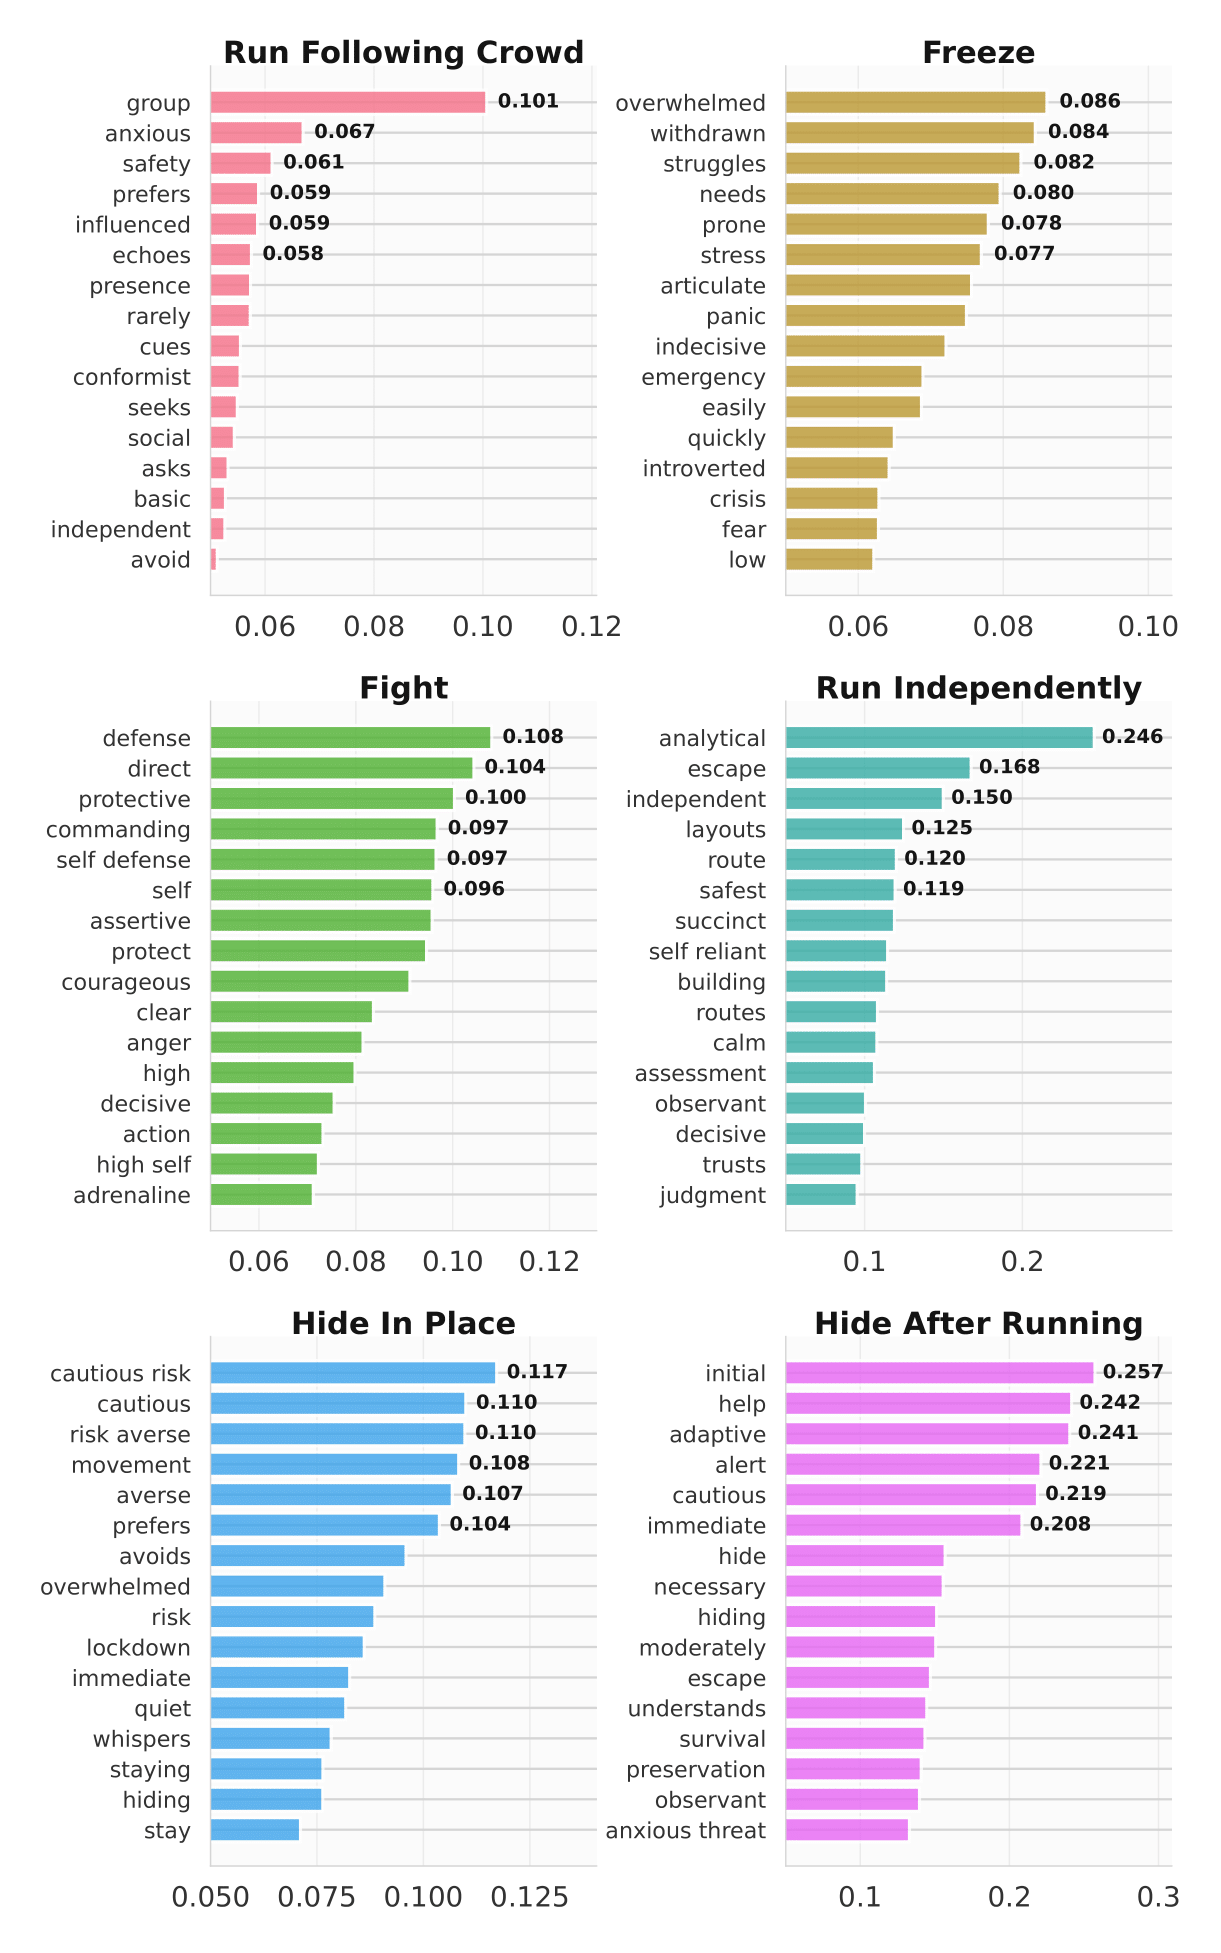 Run Following Crowd
group 0.101
anxious 0.067
safety 0.061
prefers 0.059
influenced 0.059
echoes 0.058
presence
rarely
cues
conformist
seeks
social
asks
basic
independent
avoid
0.06 0.08 0.10 0.12
Freeze
overwhelmed 0.086
withdrawn 0.084
struggles 0.082
needs 0.080
prone 0.078
stress 0.077
articulate
panic
indecisive
emergency
easily
quickly
introverted
crisis
fear
low
0.06 0.08 0.10
Fight
defense 0.108
direct 0.104
protective 0.100
commanding 0.097
self defense 0.097
self 0.096
assertive
protect
courageous
clear
anger
high
decisive
action
high self
adrenaline
0.06 0.08 0.10 0.12
Run Independently
analytical 0.246
escape 0.168
independent 0.150
layouts 0.125
route 0.120
safest 0.119
succinct
self reliant
building
routes
calm
assessment
observant
decisive
trusts
judgment
0.1 0.2
Hide In Place
cautious risk 0.117
cautious 0.110
risk averse 0.110
movement 0.108
averse 0.107
prefers 0.104
avoids
overwhelmed
risk
lockdown
immediate
quiet
whispers
staying
hiding
stay
0.050 0.075 0.100 0.125
Hide After Running
initial 0.257
help 0.242
adaptive 0.241
alert 0.221
cautious 0.219
immediate 0.208
hide
necessary
hiding
moderately
escape
understands
survival
preservation
observant
anxious threat
0.1 0.2 0.3